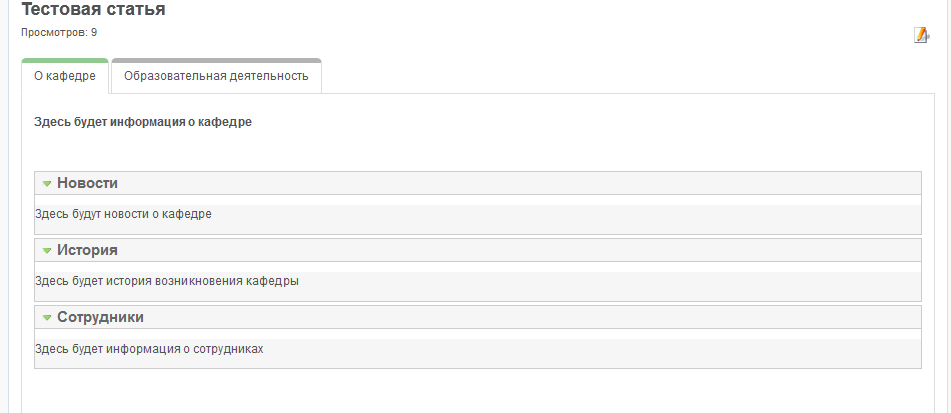 Тестовая статья
Просмотров: 9
О кафедре
Образовательная деятельность
Здесь будет информация о кафедре
Новости
Здесь будут новости о кафедре
История
Здесь будет история возникновения кафедры
Сотрудники
Здесь будет информация о сотрудниках